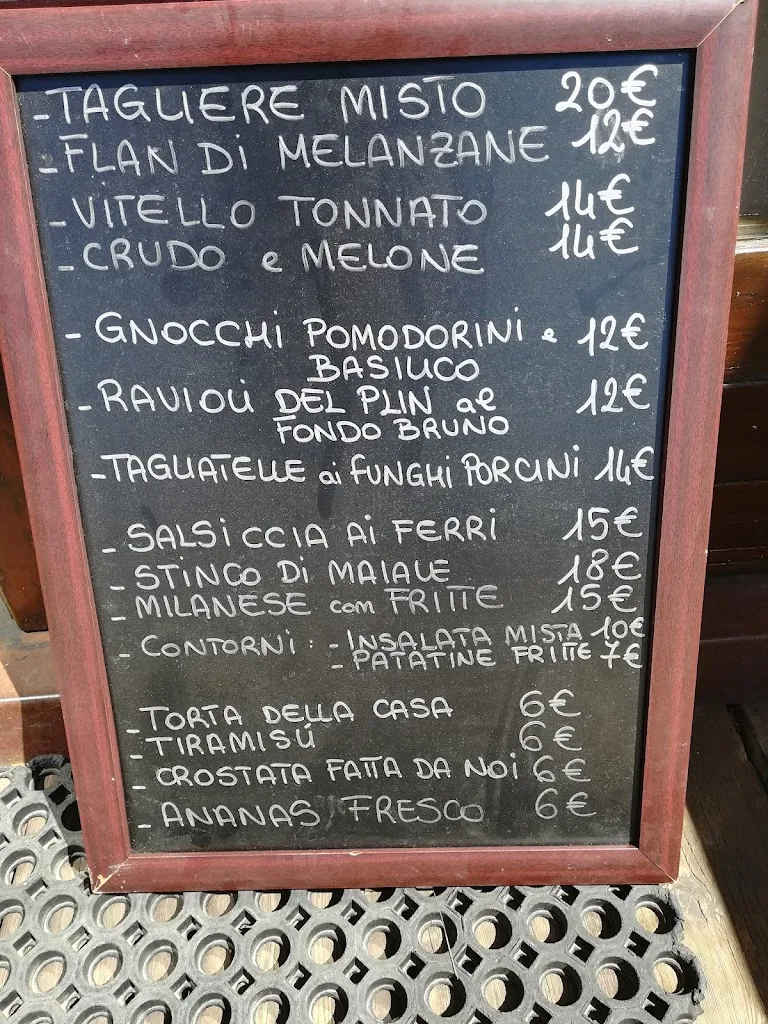 - TAGLIERE MISTO 20€
- FLAN Di MELANZANE 12€
- VITELLO TONNATO 14€
- CRUDO e MELONE 14€
- GNOCCHi POMODORINi e 12€
BASILICO
- RAVIOLi DEL PLIN al 12€
FONDO BRUNO
- TAGLIATELLE ai FUNGHi PORCINi 14€
- SALSiCCIA Ai FERRi 15€
- STiNCO Di MAIALE 18€
- MILANESE com FRITTE 15€
- CONTORNi : - INSALATA MISTA 10€
- PATATINE FRITTE 7€
- TORTA DELLA CASA 6€
- TIRAMISÚ 6€
- CROSTATA FATTA DA NOi 6€
- ANANAS FRESCO 6€